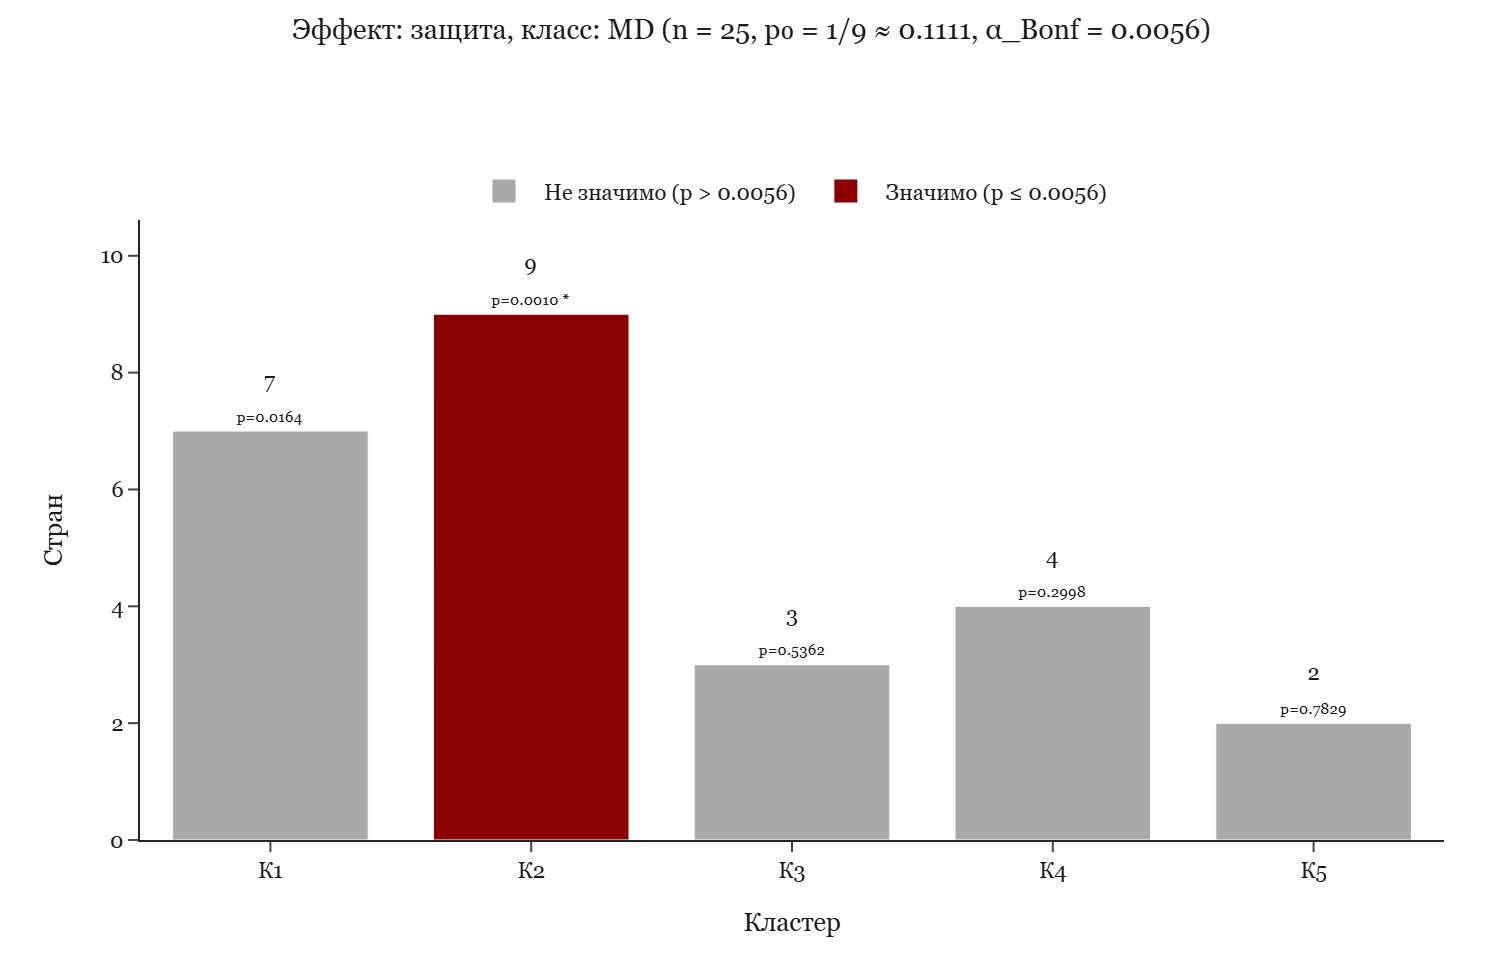 Эффект: защита, класс: MD (n = 25, p₀ = 1/9 ≈ 0.1111, α_Bonf = 0.0056)
Не значимо (p > 0.0056)
Значимо (p ≤ 0.0056)
10
8
6
4
2
0
Стран
7
p=0.0164
9
p=0.0010 *
3
p=0.5362
4
p=0.2998
2
p=0.7829
К1
К2
К3
К4
К5
Кластер